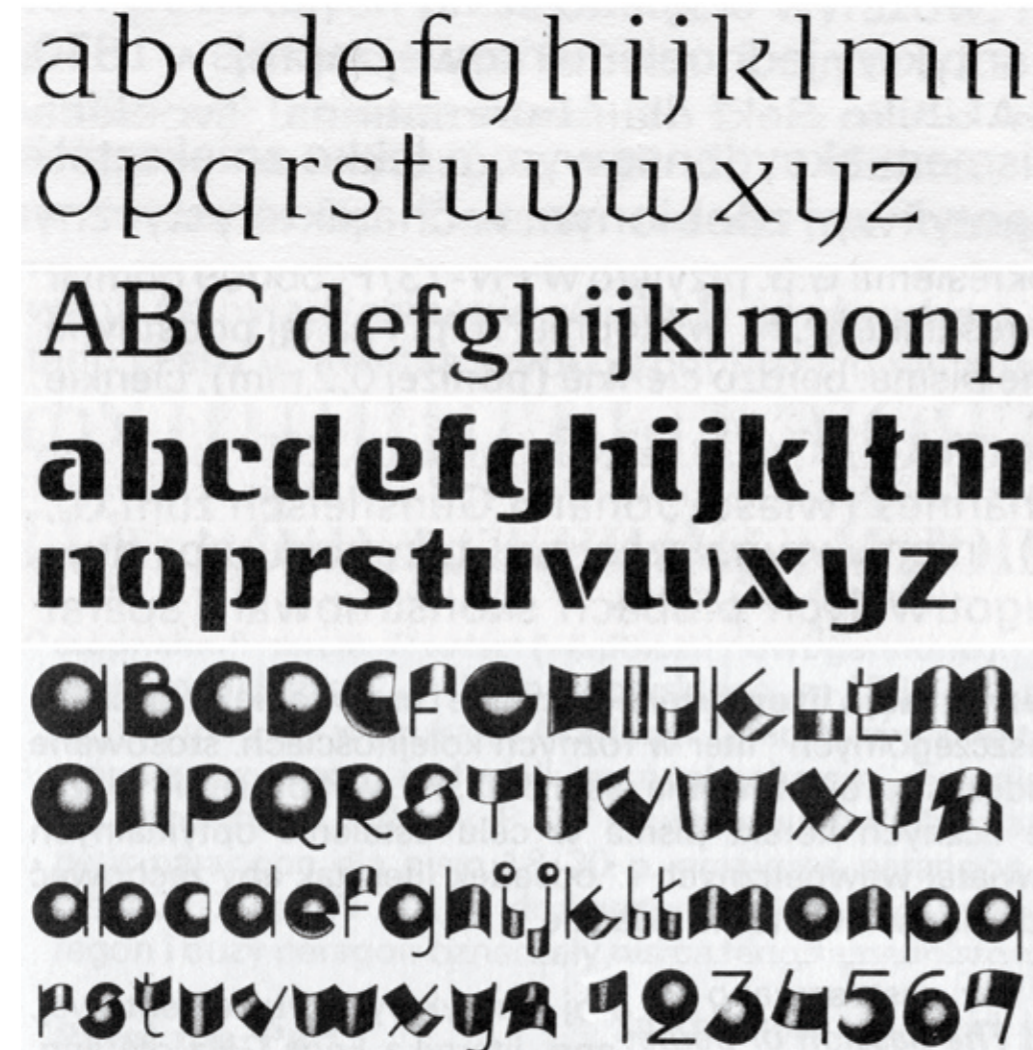 abcdefghijklmn
opqrstuvwxyz
ABC defghijklmonp
abcdefghijklłm
noprstuvwxyz
aBCDEFGHIJKLŁM
OnPQRSTUVWXYZ
abcdefghijklłmonpq
rstuvwxyz 1234567